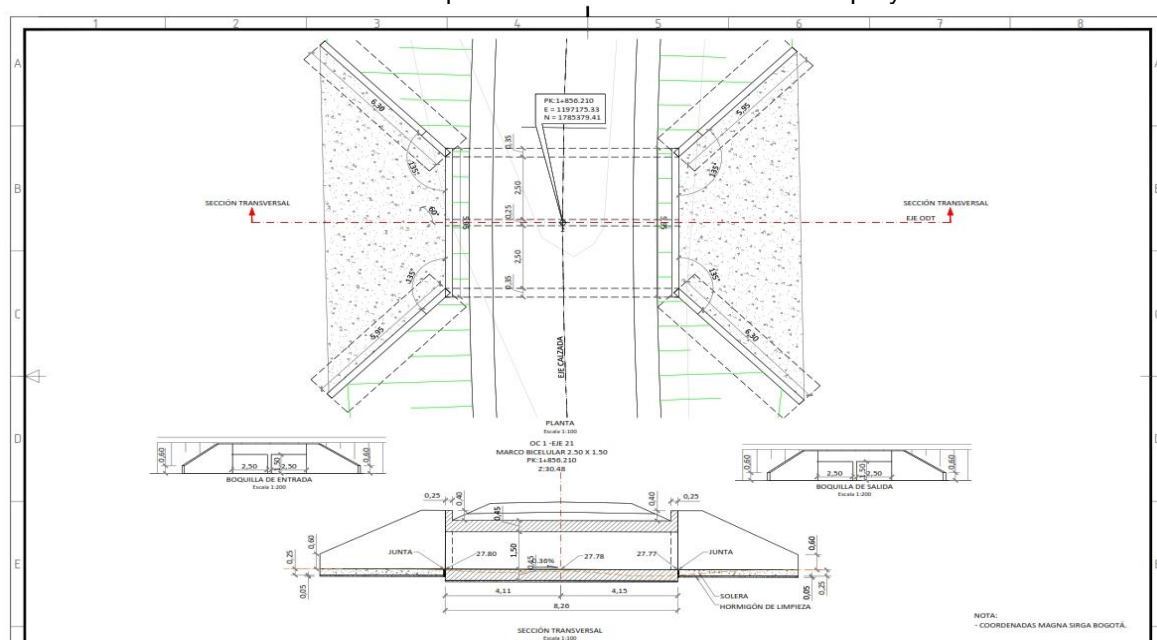 1 2 3 4 5 6 7 8
A
B
C
D
E
A
C
D
PK:1+856.210
E = 1197175.33
N = 1785379.41
6,30
5,95
135°
135°
0,35
2,50
0,25
2,50
0,35
60°
SECCIÓN TRANSVERSAL
SECCIÓN TRANSVERSAL
EJE ODT
135°
135°
5,95
6,30
EJE CALZADA
PLANTA
Escala 1:100
OC 1 -EJE 21
MARCO BICELULAR 2.50 X 1.50
PK:1+856.210
Z:30,48
0,60
2,50
1,50
2,50
0,60
BOQUILLA DE ENTRADA
Escala 1:200
0,60
2,50
1,50
2,50
0,60
BOQUILLA DE SALIDA
Escala 1:200
0,25
0,40
0,45
0,40
0,25
0,60
0,25
0,05
JUNTA
27.80
1,50
0,45
0.36%
27.78
27.77
JUNTA
0,60
0,05
0,25
4,11
4,15
8,26
SOLERA
HORMIGÓN DE LIMPIEZA
SECCIÓN TRANSVERSAL
Escala 1:100
NOTA:
- COORDENADAS MAGNA SIRGA BOGOTÁ.